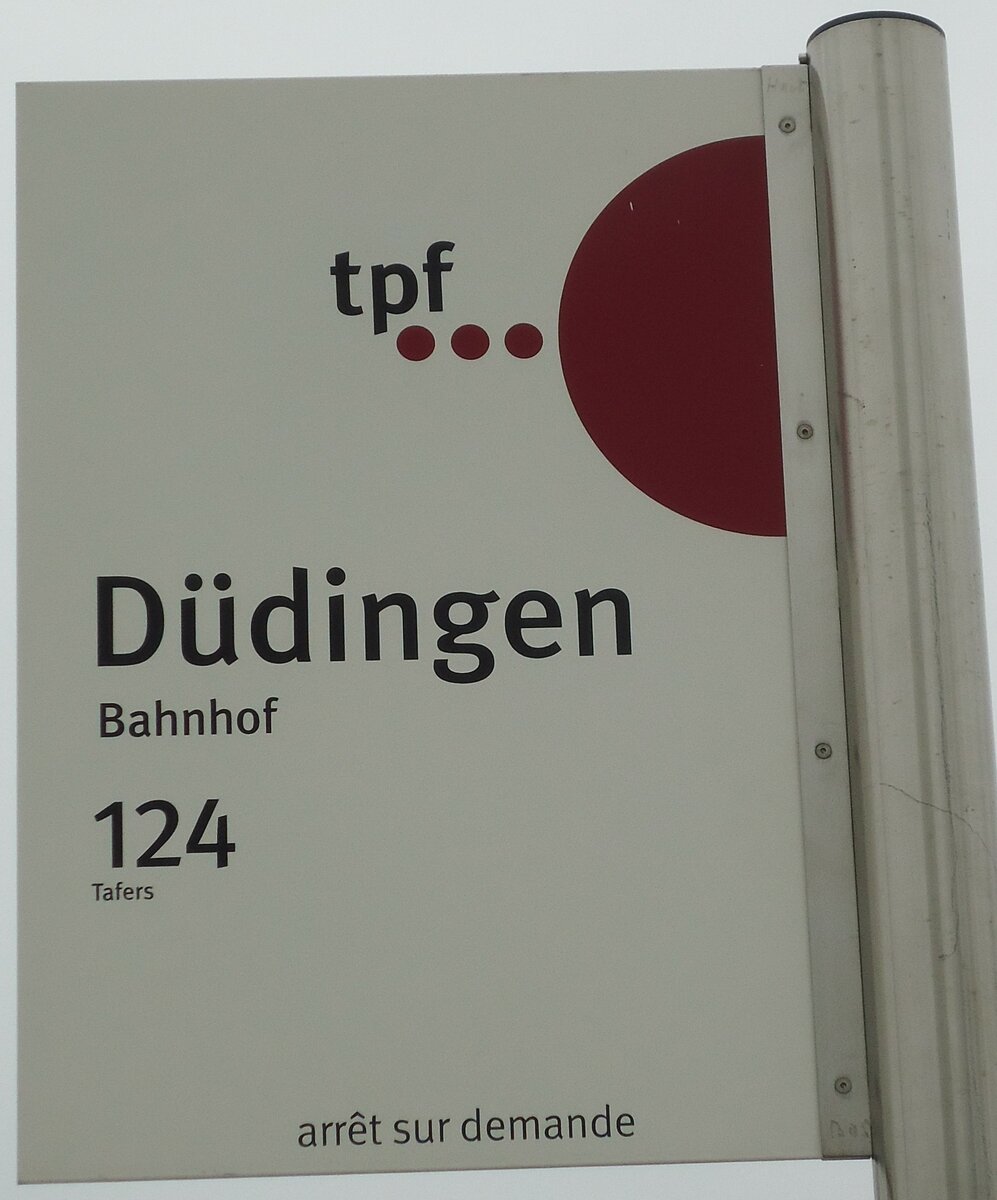 tpf
Düdingen
Bahnhof
124
Tafers
arrêt sur demande